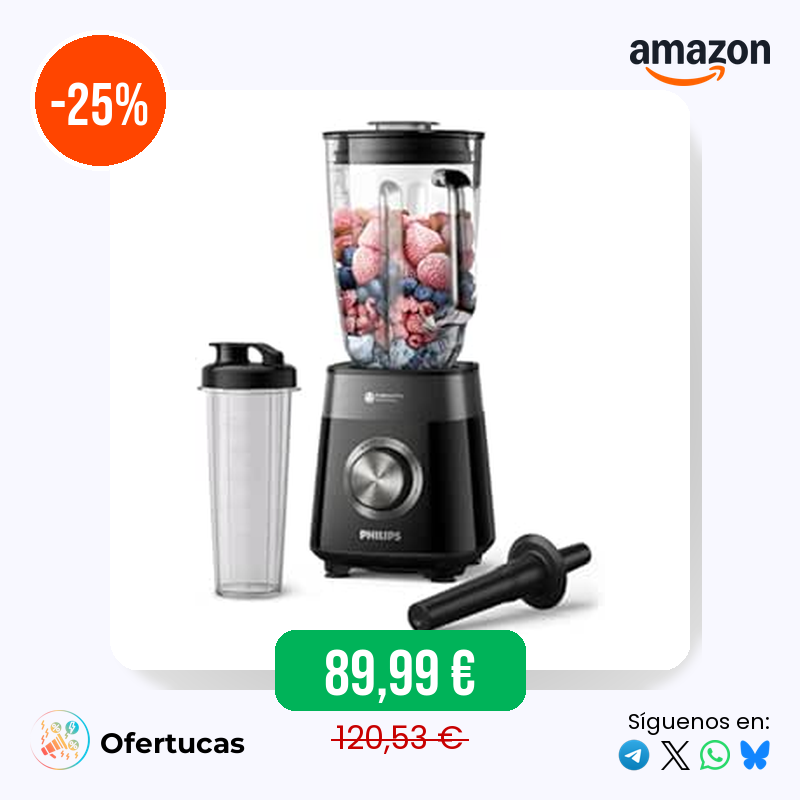 -25%
amazon
PHILIPS
89,99 €
120,53 €
Ofertucas
Síguenos en: